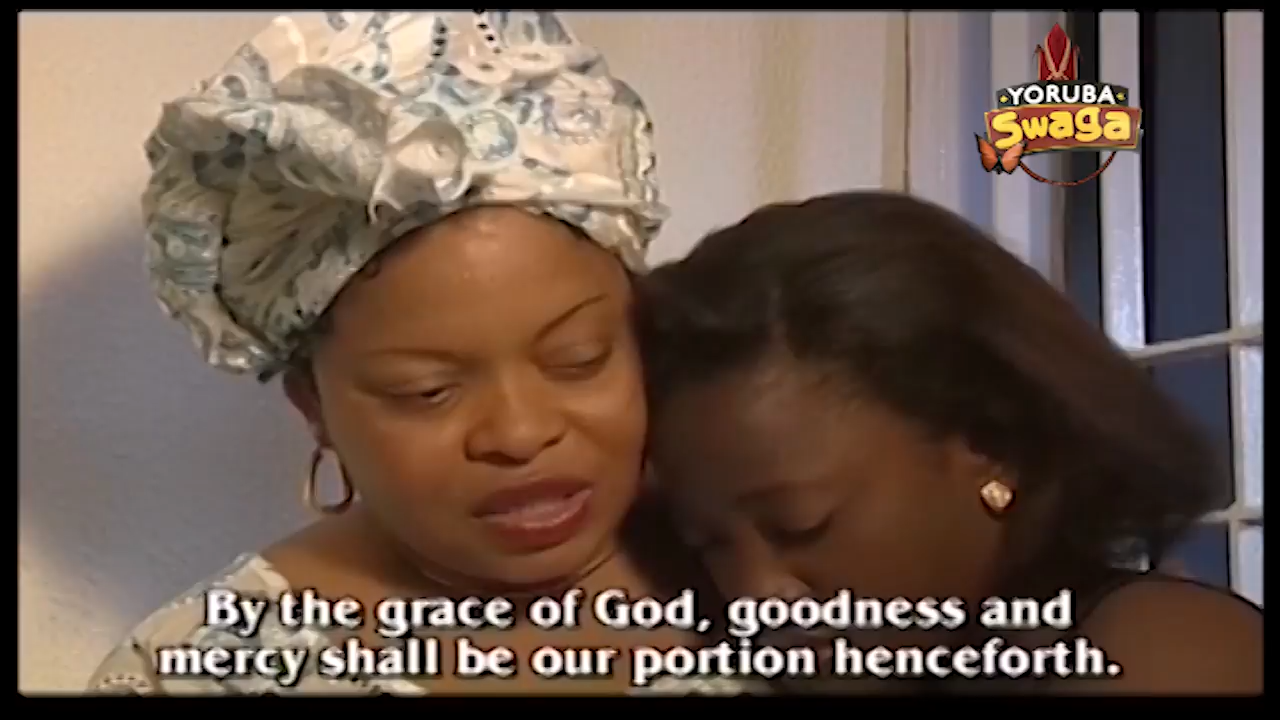 YORUBA
Swaga
By the grace of God, goodness and
mercy shall be our portion henceforth.